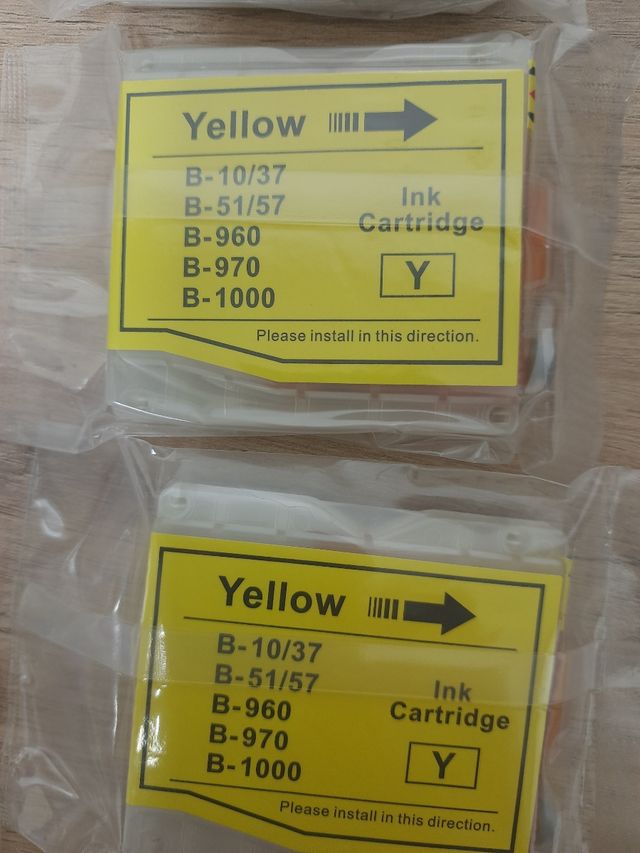 Yellow
B-10/37
B-51/57
B-960
B-970
B-1000
Ink
Cartridge
Y
Please install in this direction.
Yellow
B-10/37
B-51/57
B-960
B-970
B-1000
Ink
Cartridge
Y
Please install in this direction.